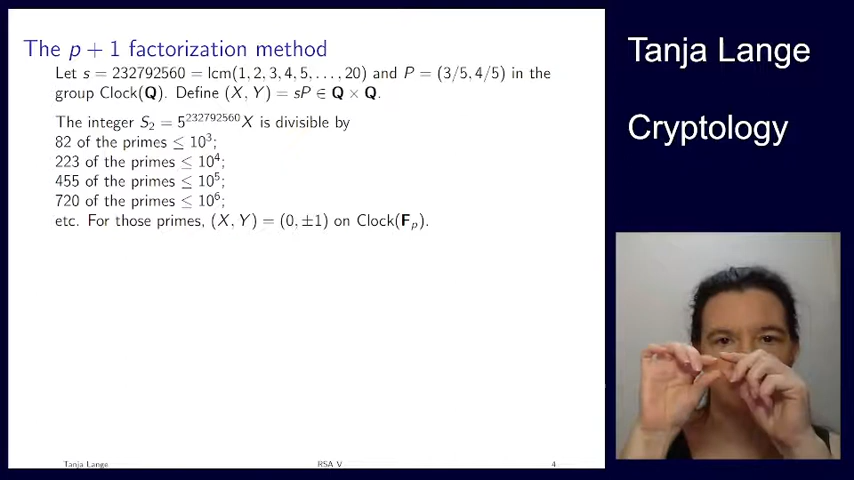 The p + 1 factorization method
Let s = 232792560 = lcm(1, 2, 3, 4, 5, . . . , 20) and P = (3/5, 4/5) in the
group Clock(Q). Define (X, Y) = sP ∈ Q × Q.
The integer S₂ = 5²³²⁷⁹²⁵⁶⁰X is divisible by
82 of the primes ≤ 10³;
223 of the primes ≤ 10⁴;
455 of the primes ≤ 10⁵;
720 of the primes ≤ 10⁶;
etc. For those primes, (X, Y) = (0, ±1) on Clock(Fₚ).
Tanja Lange
RSA V
4
Tanja Lange
Cryptology